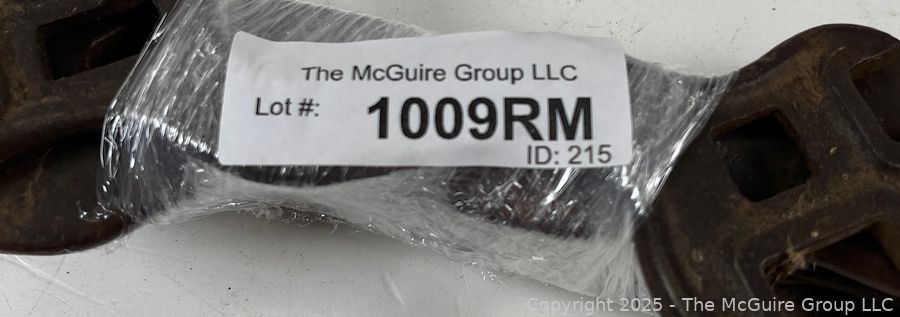 The McGuire Group LLC
Lot #: 1009RM
ID: 215
Copyright 2025 - The McGuire Group LLC